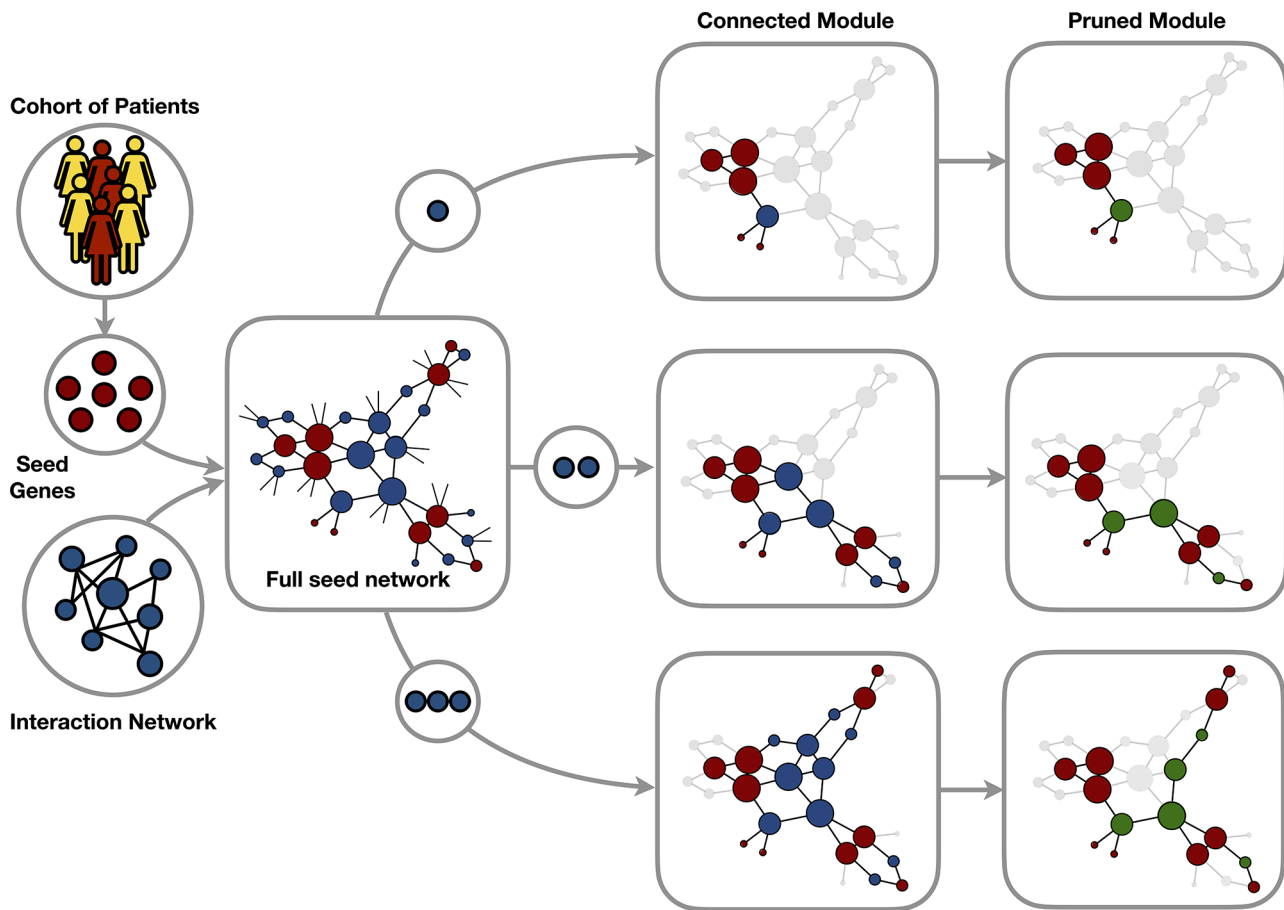 Connected Module
Pruned Module
Cohort of Patients
Seed
Genes
Full seed network
Interaction Network